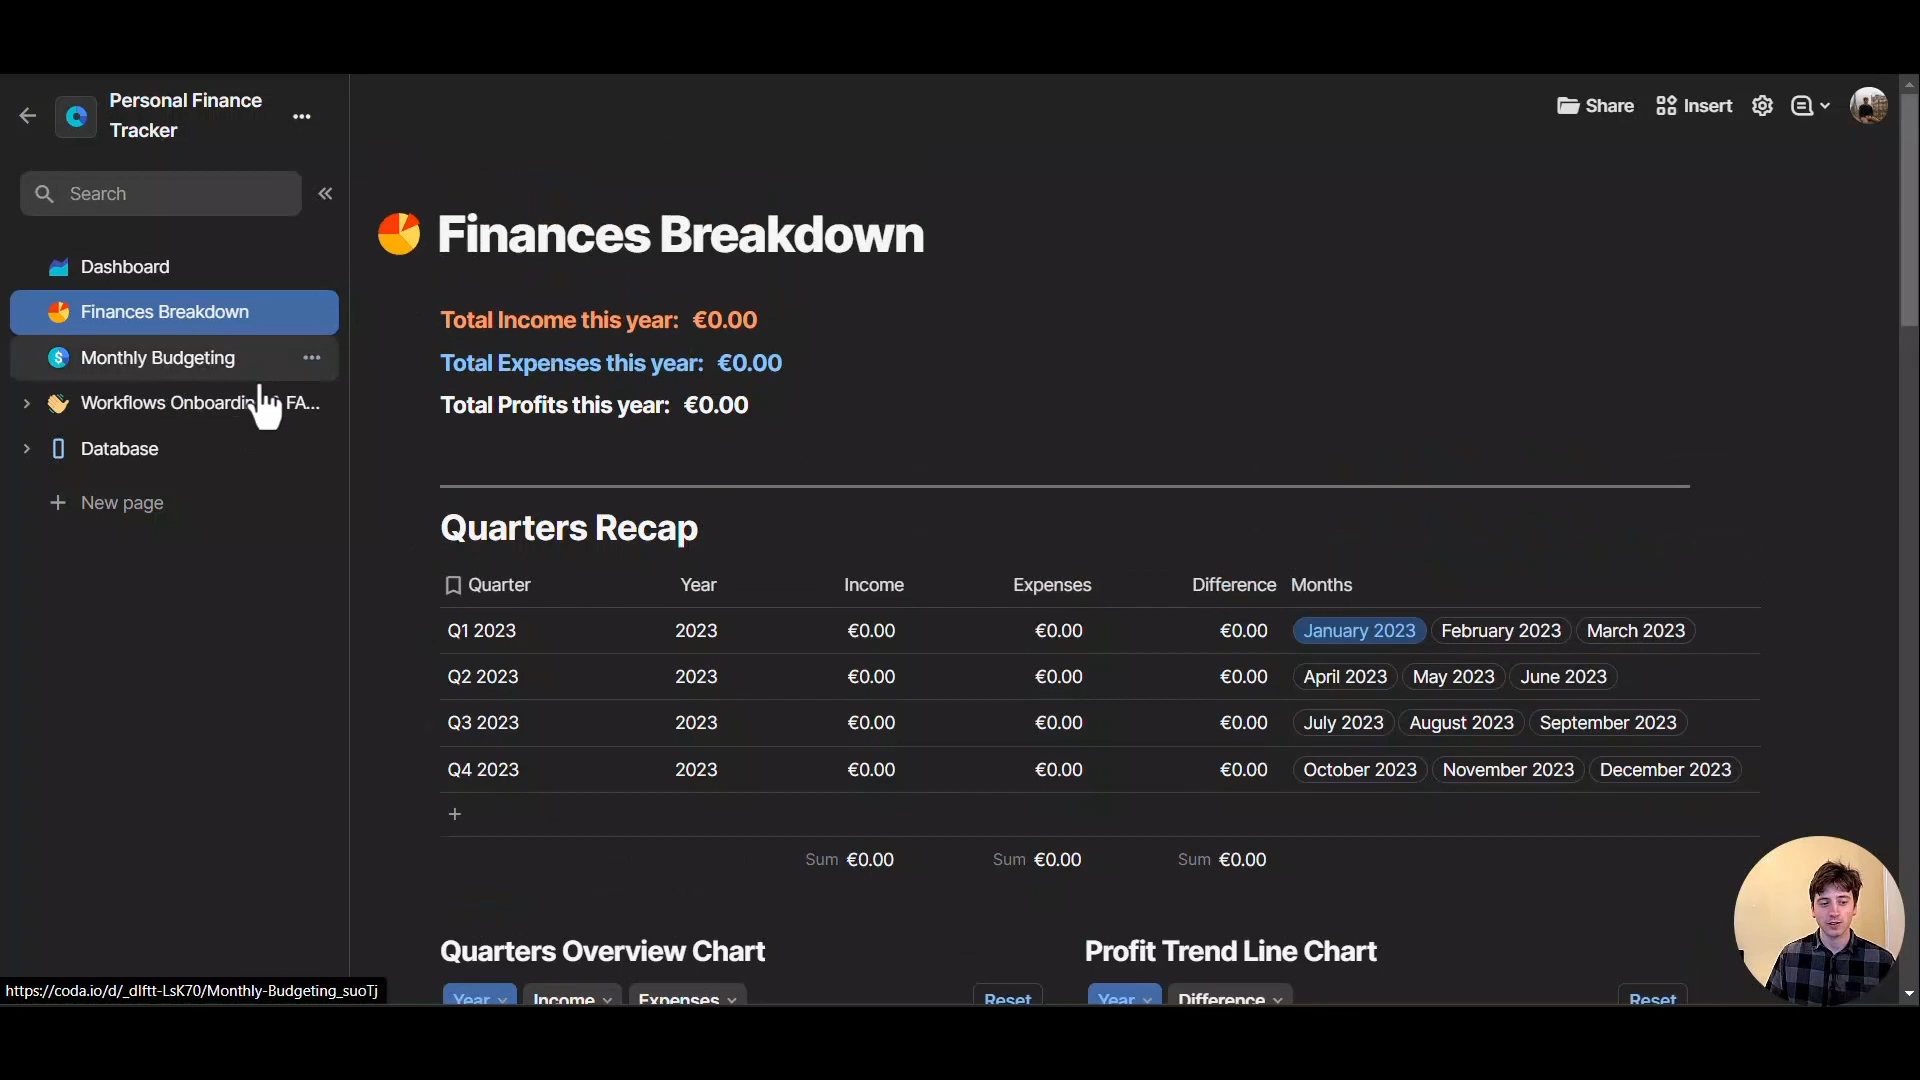 Personal Finance
Tracker
...
Share
Insert
Search
Dashboard
Finances Breakdown
Monthly Budgeting
...
Workflows Onboardin FA...
Database
New page
Finances Breakdown
Total Income this year: €0.00
Total Expenses this year: €0.00
Total Profits this year: €0.00
Quarters Recap
Quarter Year Income Expenses Difference Months
Q1 2023 2023 €0.00 €0.00 €0.00 January 2023 February 2023 March 2023
Q2 2023 2023 €0.00 €0.00 €0.00 April 2023 May 2023 June 2023
Q3 2023 2023 €0.00 €0.00 €0.00 July 2023 August 2023 September 2023
Q4 2023 2023 €0.00 €0.00 €0.00 October 2023 November 2023 December 2023
+
Sum €0.00 Sum €0.00 Sum €0.00
Quarters Overview Chart
Year Income Expenses Reset
Profit Trend Line Chart
Year Difference Reset
https://coda.io/d/_dIftt-LsK70/Monthly-Budgeting_suoTj